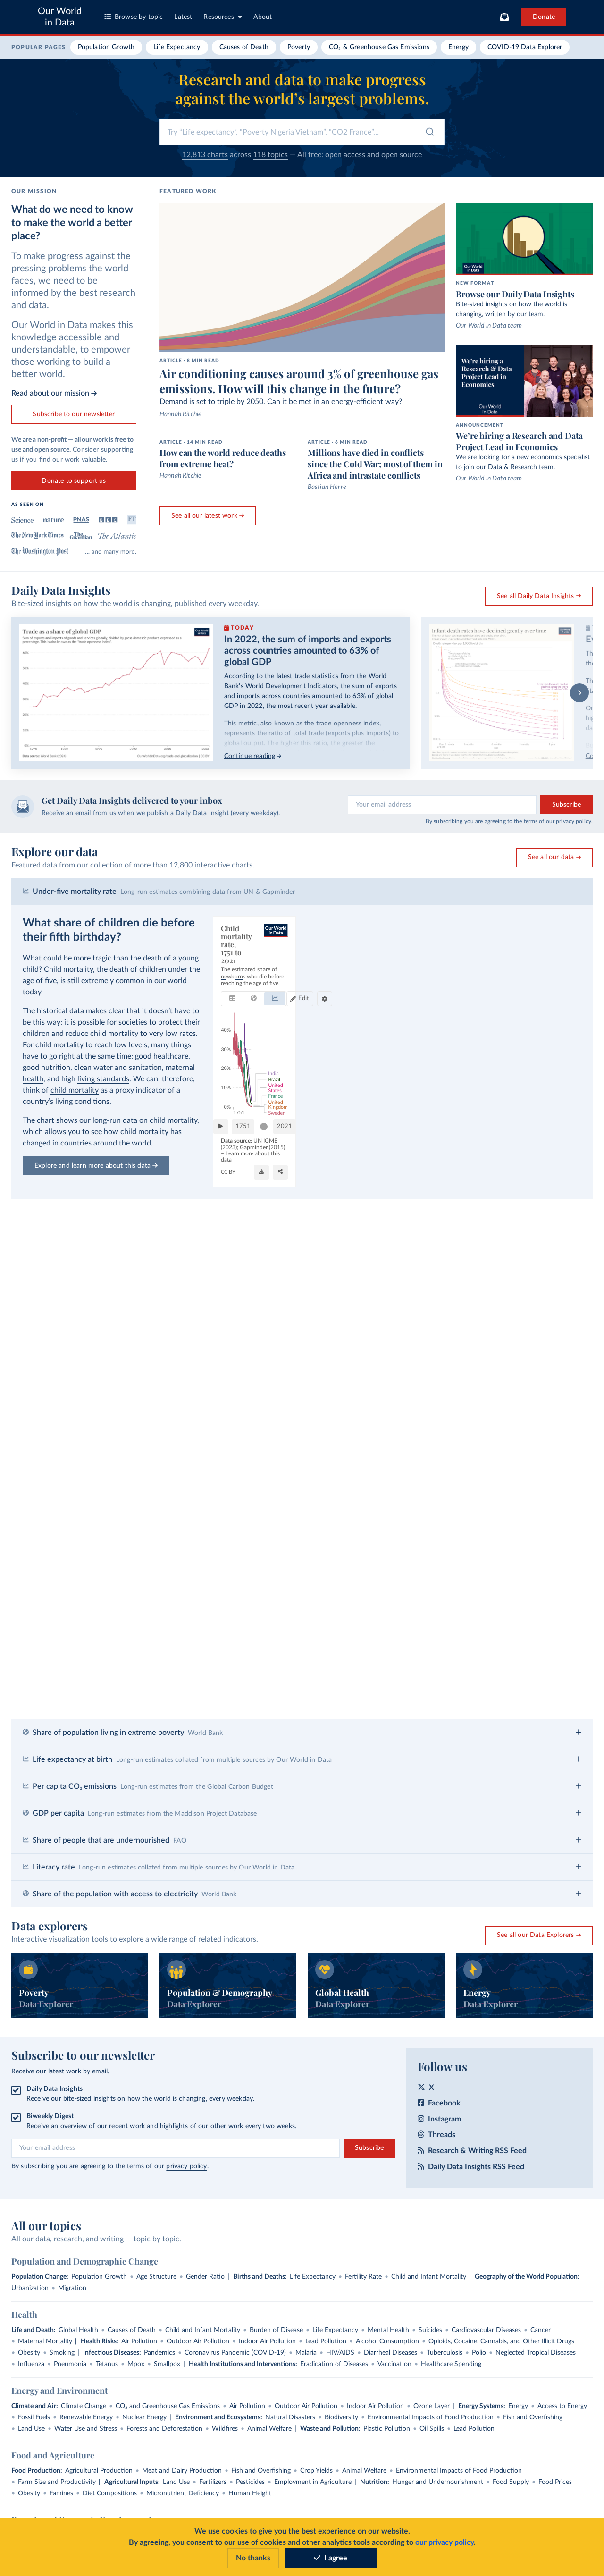 Our World
in Data
Browse by topic
Latest
Resources
About
Donate
POPULAR PAGES
Population Growth
Life Expectancy
Causes of Death
Poverty
CO₂ & Greenhouse Gas Emissions
Energy
COVID-19 Data Explorer
Research and data to make progress
against the world’s largest problems.
Try "Life expectancy", "Poverty Nigeria Vietnam", "CO2 France"...
12,813 charts across 118 topics — All free: open access and open source
OUR MISSION
What do we need to know
to make the world a better
place?
To make progress against the
pressing problems the world
faces, we need to be
informed by the best research
and data.
Our World in Data makes this
knowledge accessible and
understandable, to empower
those working to build a
better world.
Read about our mission →
Subscribe to our newsletter
We are a non-profit — all our work is free to
use and open source. Consider supporting
us if you find our work valuable.
Donate to support us
AS SEEN ON
Science
nature
PNAS
BBC
FT
The New York Times
The Guardian
The Atlantic
The Washington Post
... and many more.
FEATURED WORK
ARTICLE - 8 MIN READ
Air conditioning causes around 3% of greenhouse gas
emissions. How will this change in the future?
Demand is set to triple by 2050. Can it be met in an energy-efficient way?
Hannah Ritchie
ARTICLE - 14 MIN READ
How can the world reduce deaths
from extreme heat?
Hannah Ritchie
ARTICLE - 6 MIN READ
Millions have died in conflicts
since the Cold War; most of them in
Africa and intrastate conflicts
Bastian Herre
See all our latest work →
Our World
in Data
NEW FORMAT
Browse our Daily Data Insights
Bite-sized insights on how the world is
changing, written by our team.
Our World in Data team
We're hiring a
Research & Data
Project Lead in
Economics
Our World
in Data
ANNOUNCEMENT
We’re hiring a Research and Data
Project Lead in Economics
We are looking for a new economics specialist
to join our Data & Research team.
Our World in Data team
Daily Data Insights
Bite-sized insights on how the world is changing, published every weekday.
See all Daily Data Insights →
Trade as a share of global GDP
TODAY
In 2022, the sum of imports and exports
across countries amounted to 63% of
global GDP
According to the latest trade statistics from the World
Bank’s World Development Indicators, the sum of exports
and imports across countries amounted to 63% of global
GDP in 2022, the most recent year available.
This metric, also known as the trade openness index,
represents the ratio of total trade (exports plus imports) to
global output. The higher this ratio, the greater the
Continue reading →
Infant death rates have declined greatly over time
Get Daily Data Insights delivered to your inbox
Receive an email from us when we publish a Daily Data Insight (every weekday).
Your email address
Subscribe
By subscribing you are agreeing to the terms of our privacy policy.
Explore our data
Featured data from our collection of more than 12,800 interactive charts.
See all our data →
Under-five mortality rate Long-run estimates combining data from UN & Gapminder
What share of children die before
their fifth birthday?
What could be more tragic than the death of a young
child? Child mortality, the death of children under the
age of five, is still extremely common in our world
today.
The historical data makes clear that it doesn’t have to
be this way: it is possible for societies to protect their
children and reduce child mortality to very low rates.
For child mortality to reach low levels, many things
have to go right at the same time: good healthcare,
good nutrition, clean water and sanitation, maternal
health, and high living standards. We can, therefore,
think of child mortality as a proxy indicator of a
country’s living conditions.
The chart shows our long-run data on child mortality,
which allows you to see how child mortality has
changed in countries around the world.
Explore and learn more about this data →
Child
mortality
rate,
1751 to
2021
Our World
in Data
The estimated share of
newborns who die before
reaching the age of five.
Edit
40%
30%
20%
10%
0%
1751
India
Brazil
United
States
France
United
Kingdom
Sweden
1751
2021
Data source: UN IGME
(2023); Gapminder (2015)
– Learn more about this
data
CC BY
Share of population living in extreme poverty World Bank
Life expectancy at birth Long-run estimates collated from multiple sources by Our World in Data
Per capita CO₂ emissions Long-run estimates from the Global Carbon Budget
GDP per capita Long-run estimates from the Maddison Project Database
Share of people that are undernourished FAO
Literacy rate Long-run estimates collated from multiple sources by Our World in Data
Share of the population with access to electricity World Bank
Data explorers
Interactive visualization tools to explore a wide range of related indicators.
See all our Data Explorers →
Poverty
Data Explorer
Population & Demography
Data Explorer
Global Health
Data Explorer
Energy
Data Explorer
Subscribe to our newsletter
Receive our latest work by email.
Daily Data Insights
Receive our bite-sized insights on how the world is changing, every weekday.
Biweekly Digest
Receive an overview of our recent work and highlights of our other work every two weeks.
Your email address
Subscribe
By subscribing you are agreeing to the terms of our privacy policy.
Follow us
X
Facebook
Instagram
Threads
Research & Writing RSS Feed
Daily Data Insights RSS Feed
All our topics
All our data, research, and writing — topic by topic.
Population and Demographic Change
Population Change: Population Growth • Age Structure • Gender Ratio | Births and Deaths: Life Expectancy • Fertility Rate • Child and Infant Mortality | Geography of the World Population:
Urbanization • Migration
Health
Life and Death: Global Health • Causes of Death • Child and Infant Mortality • Burden of Disease • Life Expectancy • Mental Health • Suicides • Cardiovascular Diseases • Cancer
• Maternal Mortality | Health Risks: Air Pollution • Outdoor Air Pollution • Indoor Air Pollution • Lead Pollution • Alcohol Consumption • Opioids, Cocaine, Cannabis, and Other Illicit Drugs
• Obesity • Smoking | Infectious Diseases: Pandemics • Coronavirus Pandemic (COVID-19) • Malaria • HIV/AIDS • Diarrheal Diseases • Tuberculosis • Polio • Neglected Tropical Diseases
• Influenza • Pneumonia • Tetanus • Mpox • Smallpox | Health Institutions and Interventions: Eradication of Diseases • Vaccination • Healthcare Spending
Energy and Environment
Climate and Air: Climate Change • CO₂ and Greenhouse Gas Emissions • Air Pollution • Outdoor Air Pollution • Indoor Air Pollution • Ozone Layer | Energy Systems: Energy • Access to Energy
• Fossil Fuels • Renewable Energy • Nuclear Energy | Environment and Ecosystems: Natural Disasters • Biodiversity • Environmental Impacts of Food Production • Fish and Overfishing
• Land Use • Water Use and Stress • Forests and Deforestation • Wildfires • Animal Welfare | Waste and Pollution: Plastic Pollution • Oil Spills • Lead Pollution
Food and Agriculture
Food Production: Agricultural Production • Meat and Dairy Production • Fish and Overfishing • Crop Yields • Animal Welfare • Environmental Impacts of Food Production
• Farm Size and Productivity | Agricultural Inputs: Land Use • Fertilizers • Pesticides • Employment in Agriculture | Nutrition: Hunger and Undernourishment • Food Supply • Food Prices
• Obesity • Famines • Diet Compositions • Micronutrient Deficiency • Human Height
We use cookies to give you the best experience on our website.
By agreeing, you consent to our use of cookies and other analytics tools according to our privacy policy.
No thanks
I agree